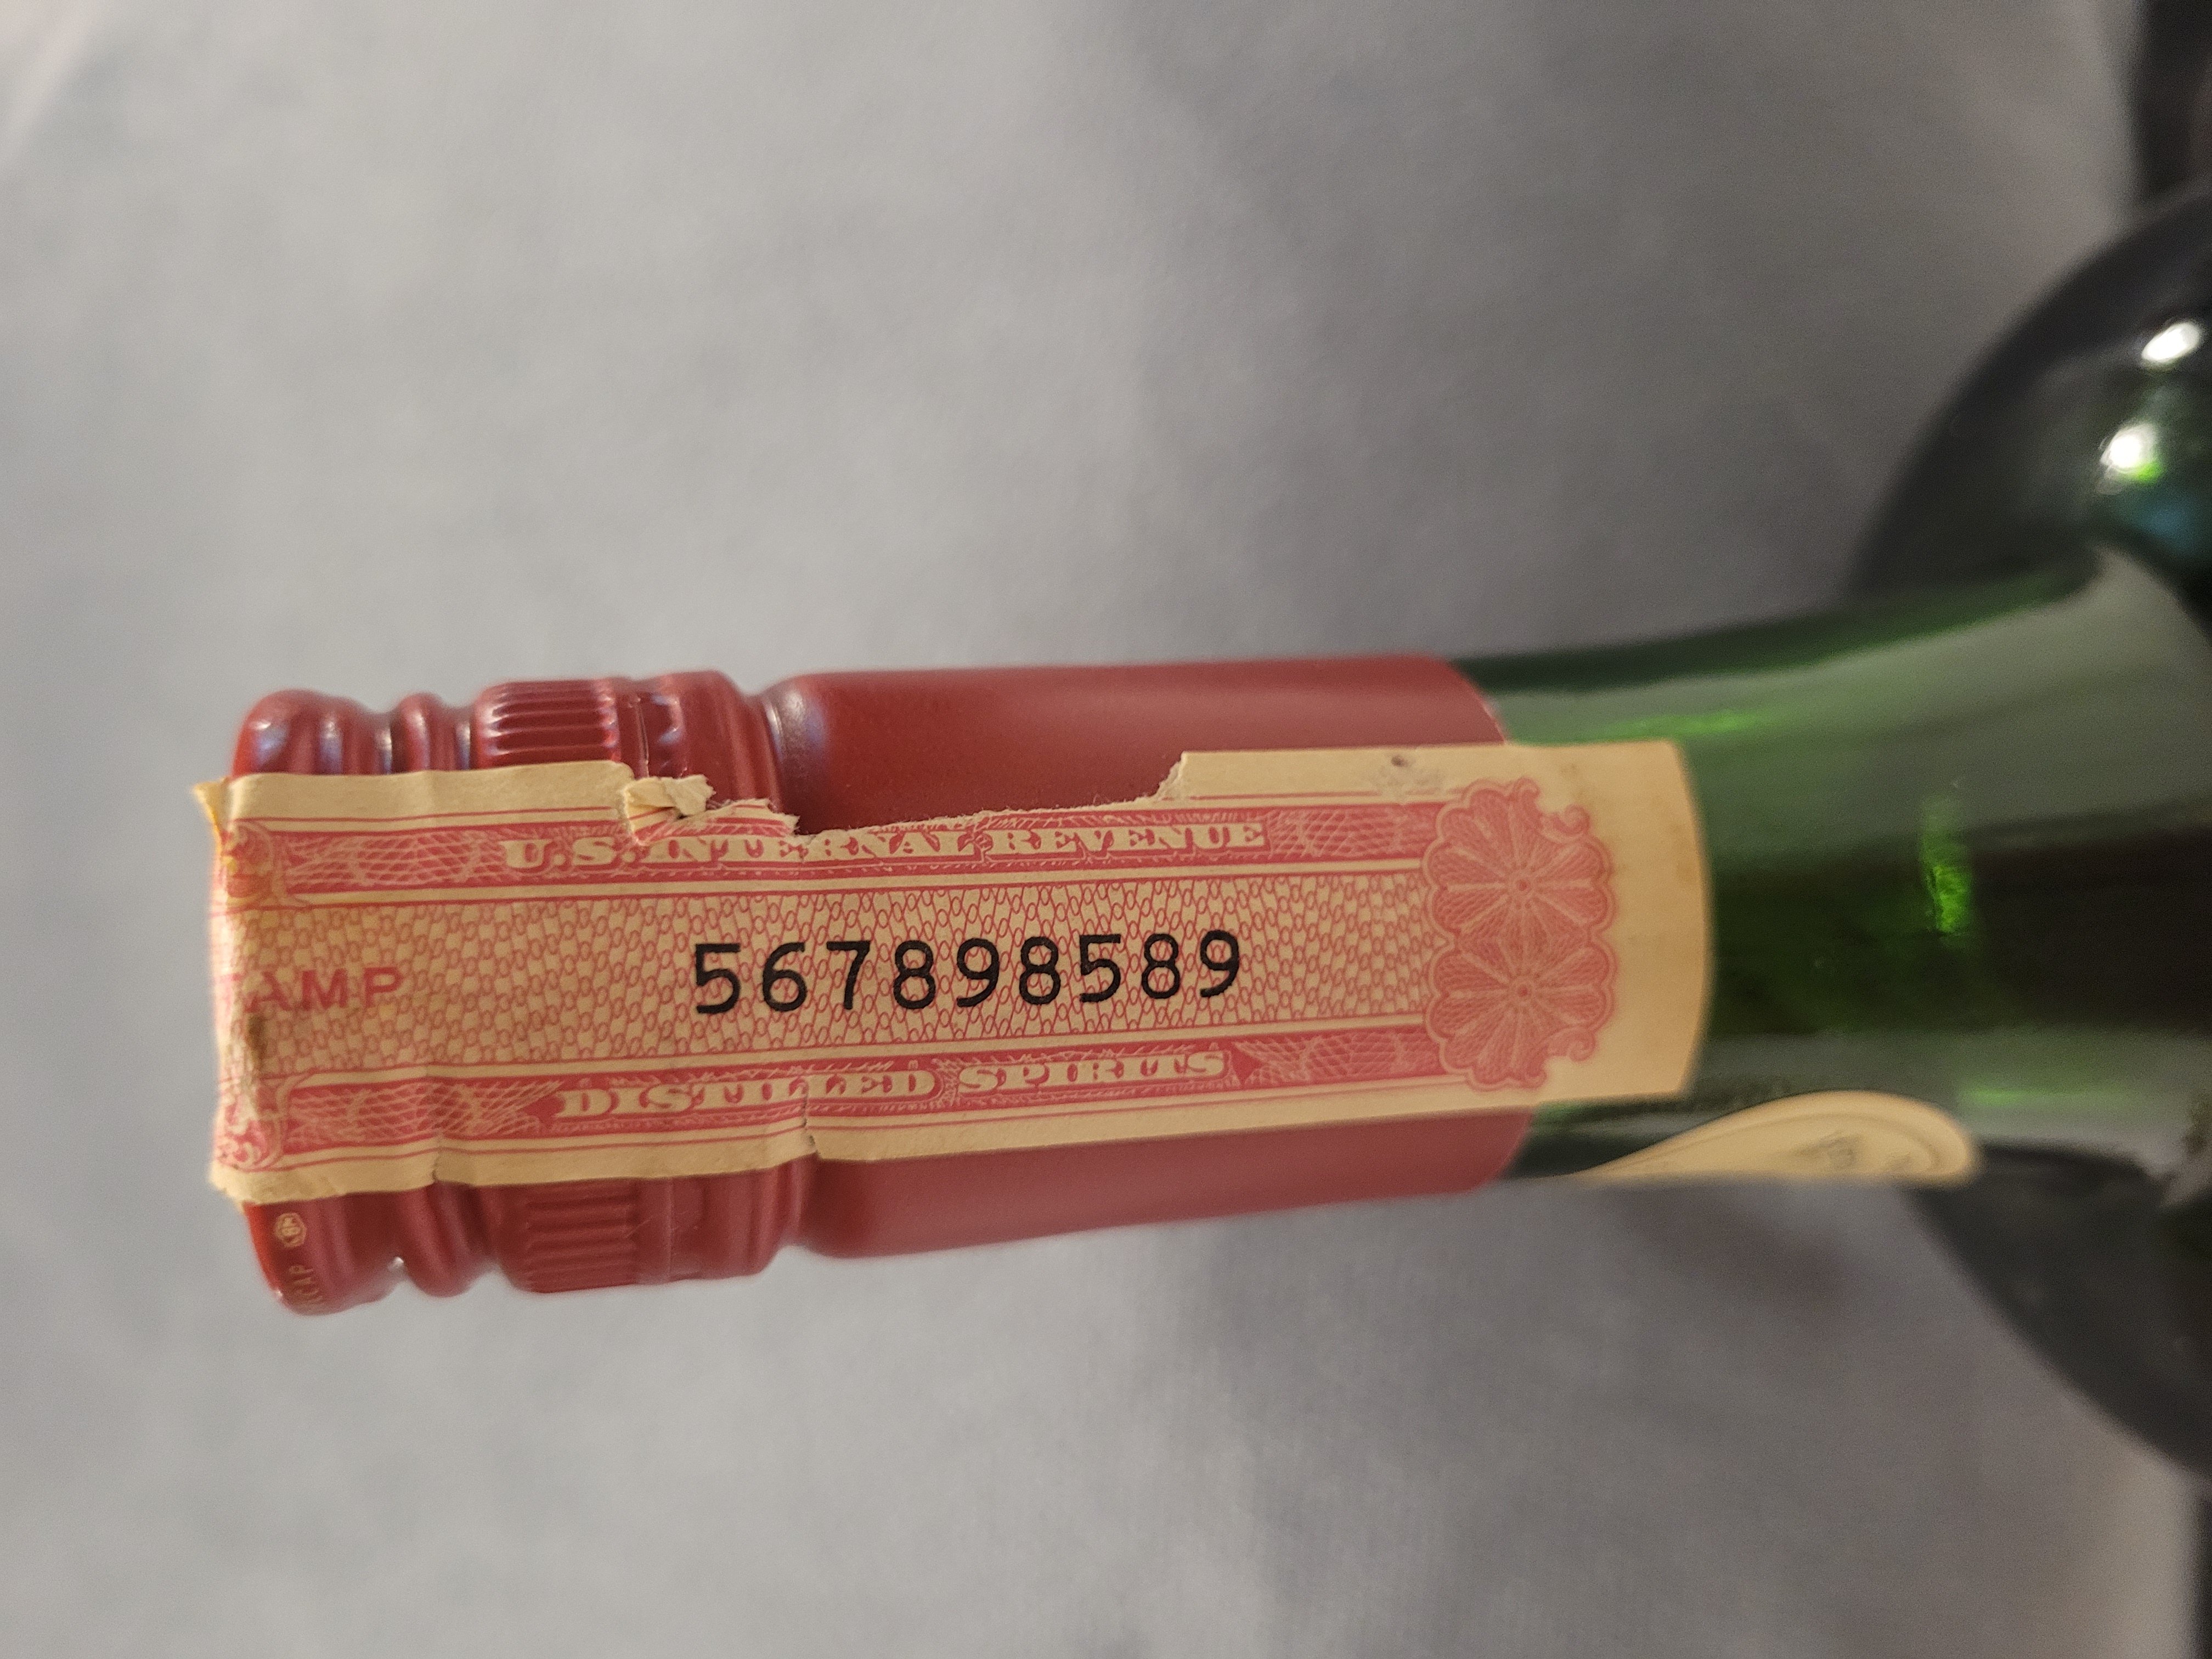 U.S. INTERNAL REVENUE
AMP
567898589
DISTILLED SPIRITS